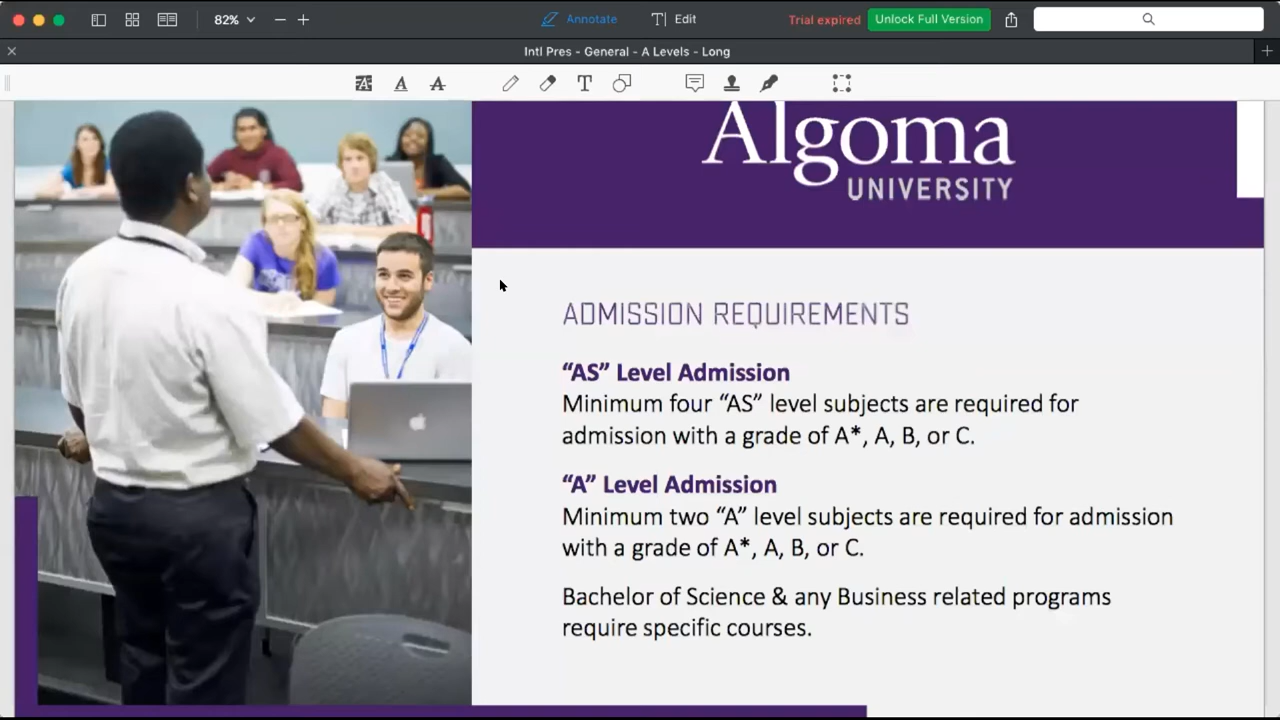 82%
Annotate
Edit
Trial expired
Unlock Full Version
Intl Pres - General - A Levels - Long
Algoma
UNIVERSITY
ADMISSION REQUIREMENTS
“AS” Level Admission
Minimum four “AS” level subjects are required for
admission with a grade of A*, A, B, or C.
“A” Level Admission
Minimum two “A” level subjects are required for admission
with a grade of A*, A, B, or C.
Bachelor of Science & any Business related programs
require specific courses.